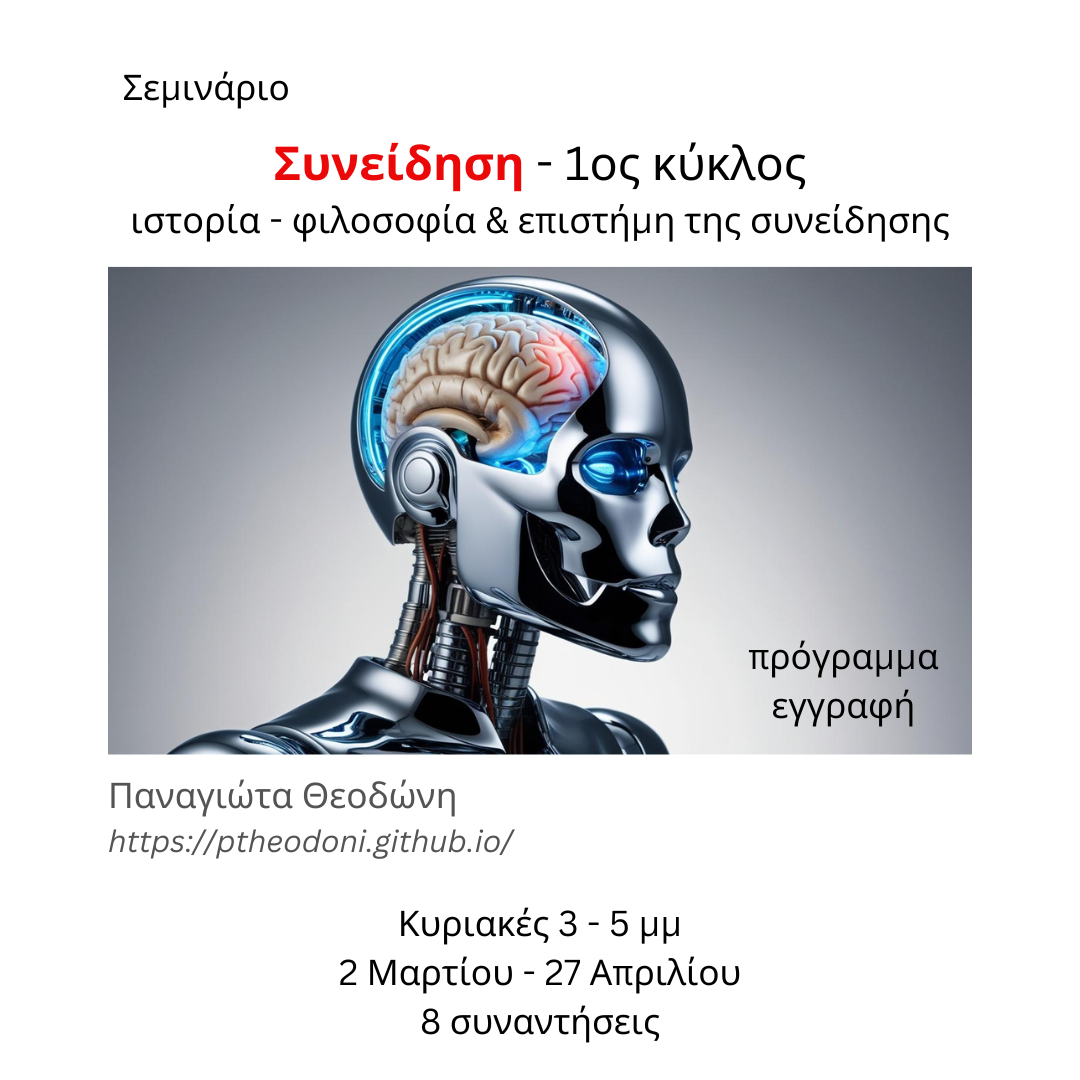 Σεμινάριο
Συνείδηση - 1ος κύκλος
ιστορία - φιλοσοφία & επιστήμη της συνείδησης
πρόγραμμα
εγγραφή
Παναγιώτα Θεοδώνη
https://ptheodoni.github.io/
Κυριακές 3 - 5 μμ
2 Μαρτίου - 27 Απριλίου
8 συναντήσεις